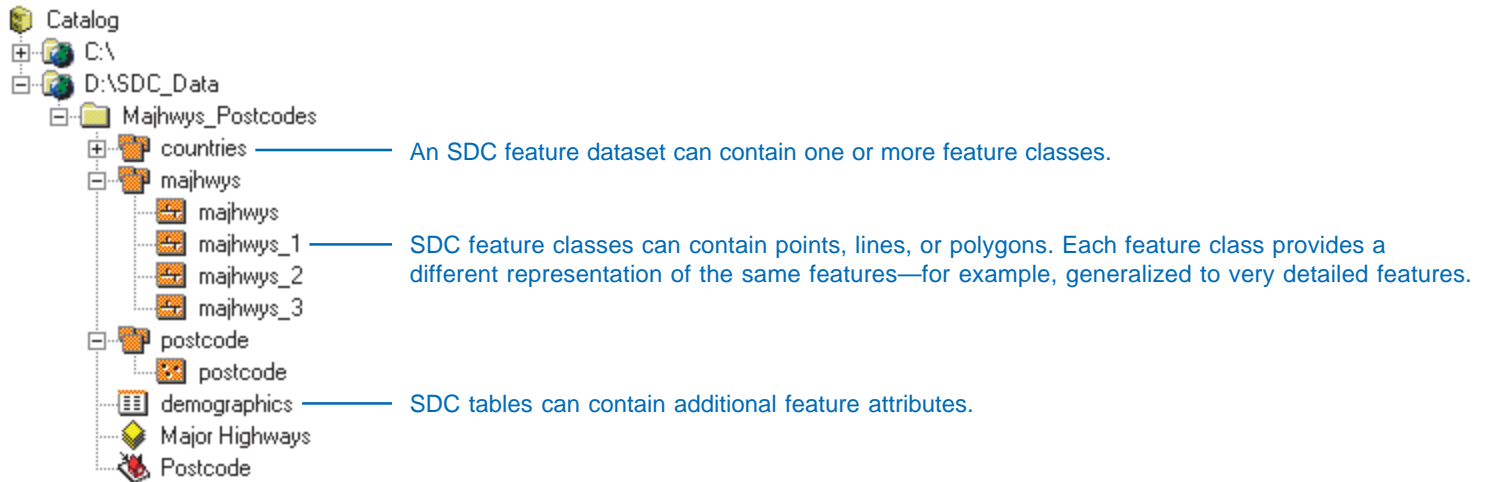 Catalog
C:\
D:\SDC_Data
Majhwys_Postcodes
countries
An SDC feature dataset can contain one or more feature classes.
majhwys
majhwys
majhwys_1
SDC feature classes can contain points, lines, or polygons. Each feature class provides a
different representation of the same features—for example, generalized to very detailed features.
majhwys_2
majhwys_3
postcode
postcode
demographics
SDC tables can contain additional feature attributes.
Major Highways
Postcode